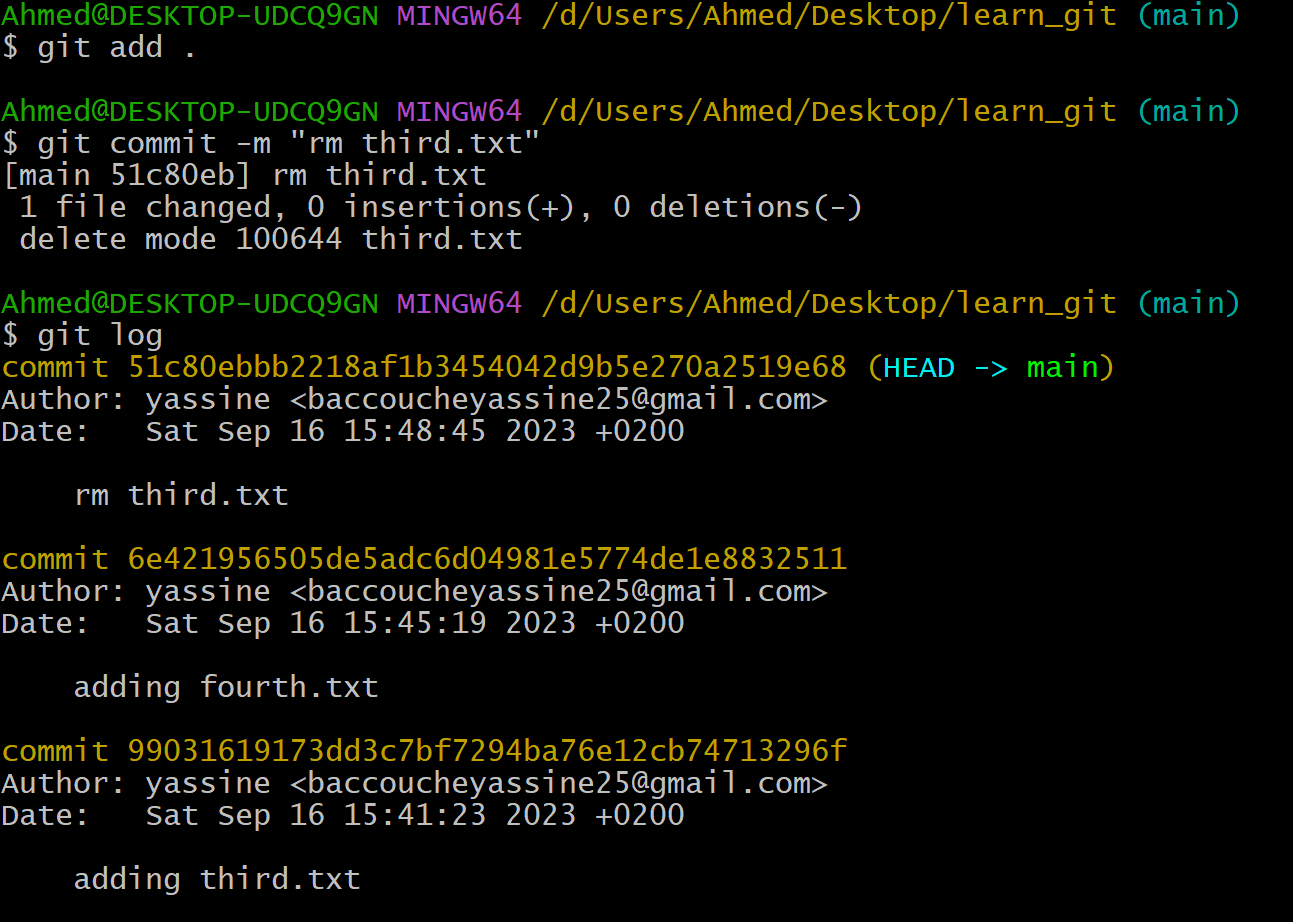 Ahmed@DESKTOP-UDCQ9GN MINGW64 /d/Users/Ahmed/Desktop/learn_git (main)
$ git add .
Ahmed@DESKTOP-UDCQ9GN MINGW64 /d/Users/Ahmed/Desktop/learn_git (main)
$ git commit -m "rm third.txt"
[main 51c80eb] rm third.txt
 1 file changed, 0 insertions(+), 0 deletions(-)
 delete mode 100644 third.txt
Ahmed@DESKTOP-UDCQ9GN MINGW64 /d/Users/Ahmed/Desktop/learn_git (main)
$ git log
commit 51c80ebbb2218af1b3454042d9b5e270a2519e68 (HEAD -> main)
Author: yassine <baccoucheyassine25@gmail.com>
Date:   Sat Sep 16 15:48:45 2023 +0200
    rm third.txt
commit 6e421956505de5adc6d04981e5774de1e8832511
Author: yassine <baccoucheyassine25@gmail.com>
Date:   Sat Sep 16 15:45:19 2023 +0200
    adding fourth.txt
commit 99031619173dd3c7bf7294ba76e12cb74713296f
Author: yassine <baccoucheyassine25@gmail.com>
Date:   Sat Sep 16 15:41:23 2023 +0200
    adding third.txt